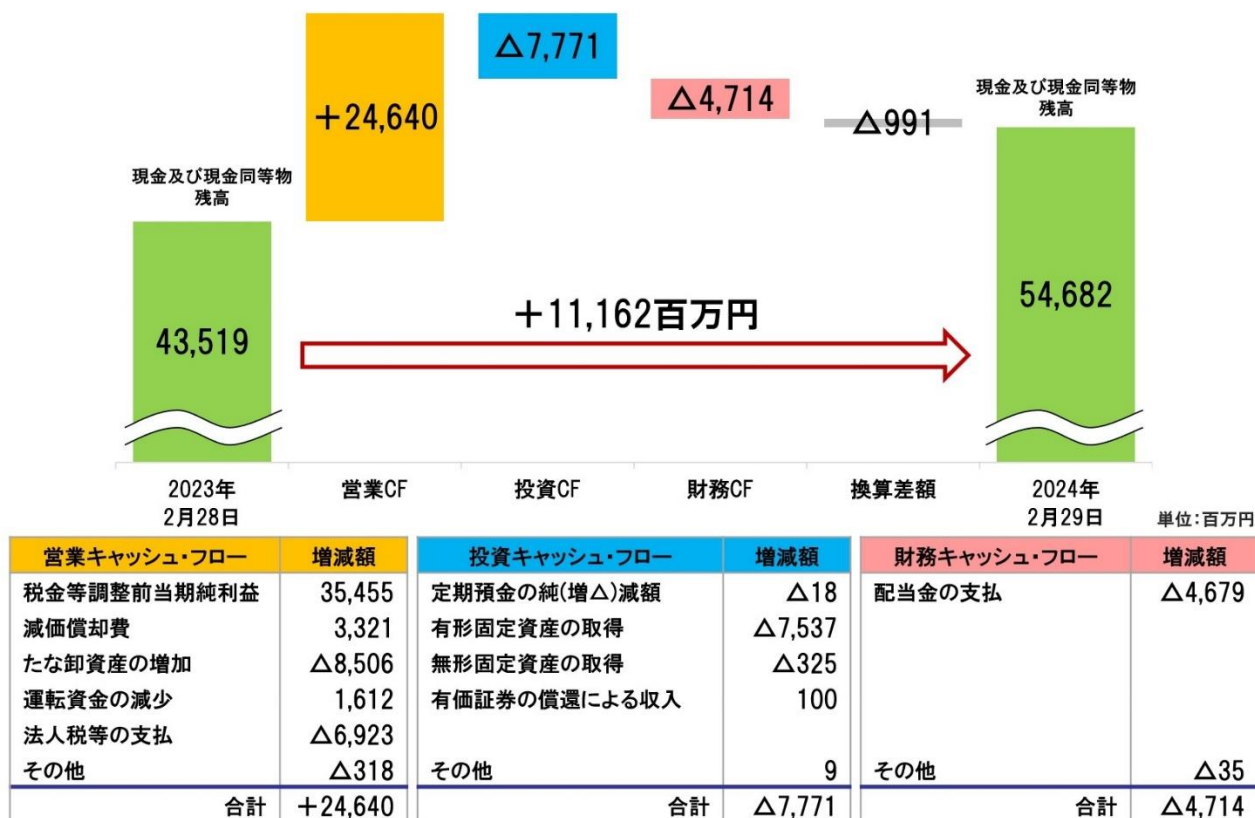 +24,640
△7,771
△4,714
△991
現金及び現金同等物
残高
現金及び現金同等物
残高
43,519
+11,162百万円
54,682
2023年
2月28日
営業CF
投資CF
財務CF
換算差額
2024年
2月29日
単位:百万円
営業キャッシュ・フロー 増減額
税金等調整前当期純利益 35,455
減価償却費 3,321
たな卸資産の増加 △8,506
運転資金の減少 1,612
法人税等の支払 △6,923
その他 △318
合計 +24,640
投資キャッシュ・フロー 増減額
定期預金の純(増△)減額 △18
有形固定資産の取得 △7,537
無形固定資産の取得 △325
有価証券の償還による収入 100
その他 9
合計 △7,771
財務キャッシュ・フロー 増減額
配当金の支払 △4,679
その他 △35
合計 △4,714